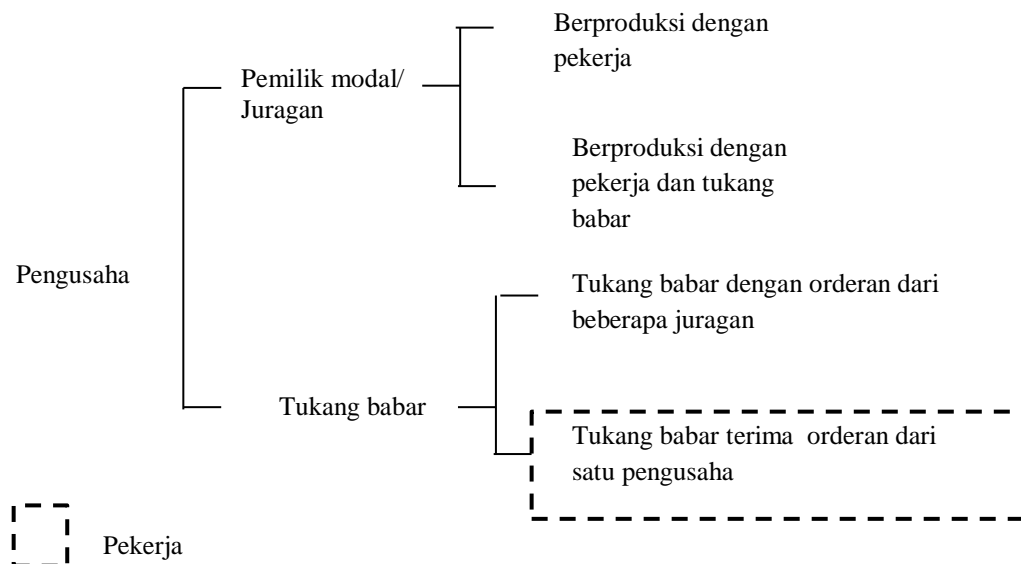 Berproduksi dengan
pekerja
Pemilik modal/
Juragan
Berproduksi dengan
pekerja dan tukang
babar
Pengusaha
Tukang babar dengan orderan dari
beberapa juragan
Tukang babar
Tukang babar terima  orderan dari
satu pengusaha
Pekerja